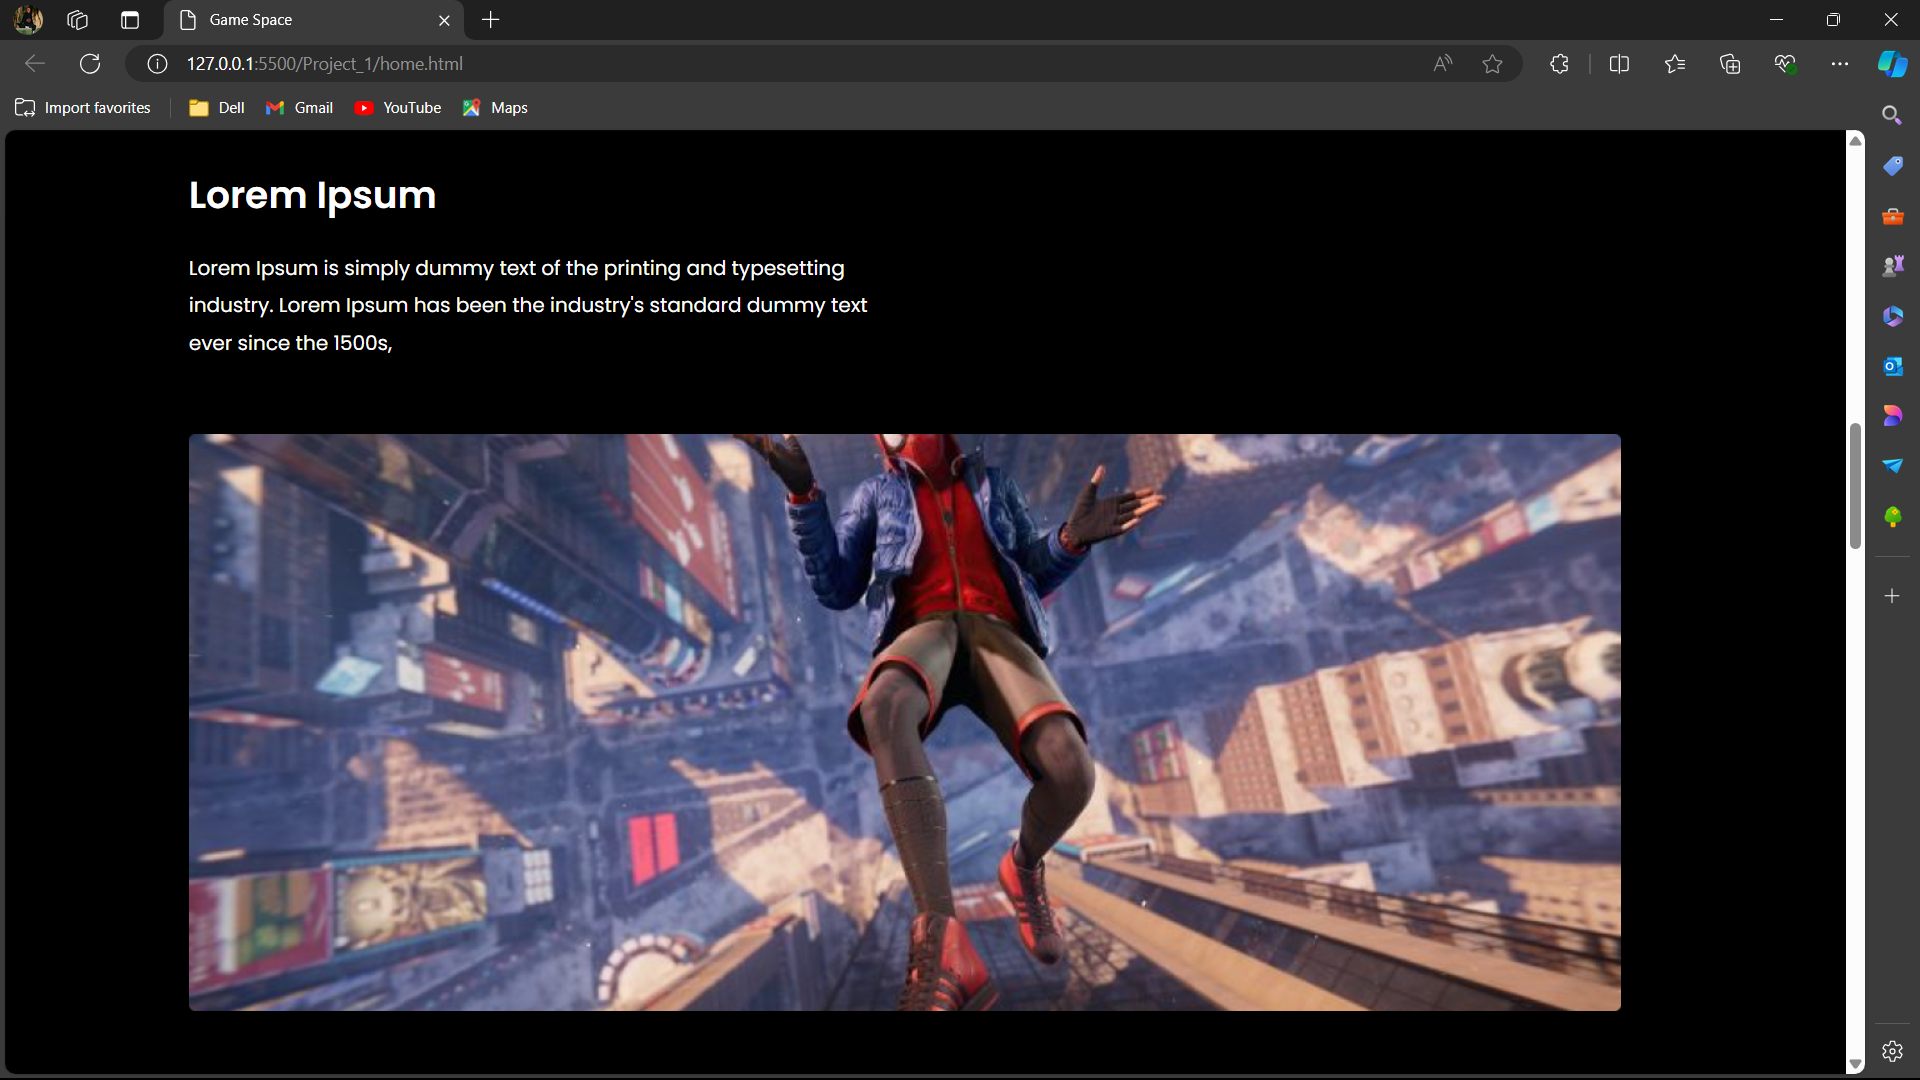 Game Space
127.0.0.1:5500/Project_1/home.html
Import favorites
Dell
Gmail
YouTube
Maps
Lorem Ipsum
Lorem Ipsum is simply dummy text of the printing and typesetting
industry. Lorem Ipsum has been the industry's standard dummy text
ever since the 1500s,